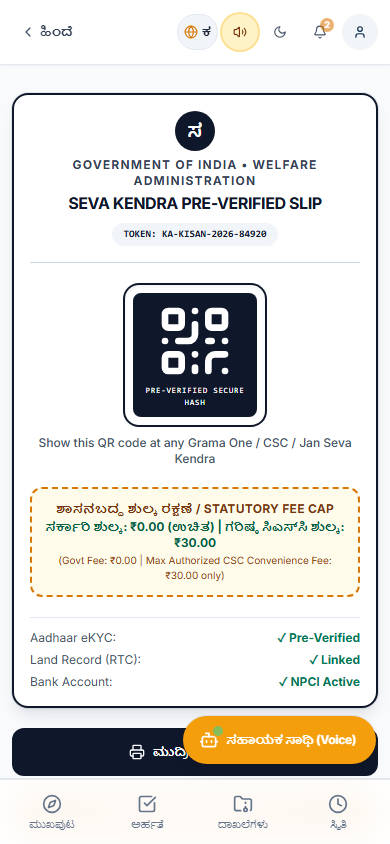 ಹಿಂದೆ
ಕ
2
ಸ
GOVERNMENT OF INDIA • WELFARE
ADMINISTRATION
SEVA KENDRA PRE-VERIFIED SLIP
TOKEN: KA-KISAN-2026-84920
PRE-VERIFIED SECURE
HASH
Show this QR code at any Grama One / CSC / Jan Seva
Kendra
ಶಾಸನಬದ್ಧ ಶುಲ್ಕ ರಕ್ಷಣೆ / STATUTORY FEE CAP
ಸರ್ಕಾರಿ ಶುಲ್ಕ: ₹0.00 (ಉಚಿತ) | ಗರಿಷ್ಠ ಸಿಎಸ್‌ಸಿ ಶುಲ್ಕ:
₹30.00
(Govt Fee: ₹0.00 | Max Authorized CSC Convenience Fee:
₹30.00 only)
Aadhaar eKYC: ✓ Pre-Verified
Land Record (RTC): ✓ Linked
Bank Account: ✓ NPCI Active
ಸಹಾಯಕ ಸಾಥಿ (Voice)
ಮುಖಪುಟ ಅರ್ಹತೆ ದಾಖಲೆಗಳು ಸ್ಥಿತಿ